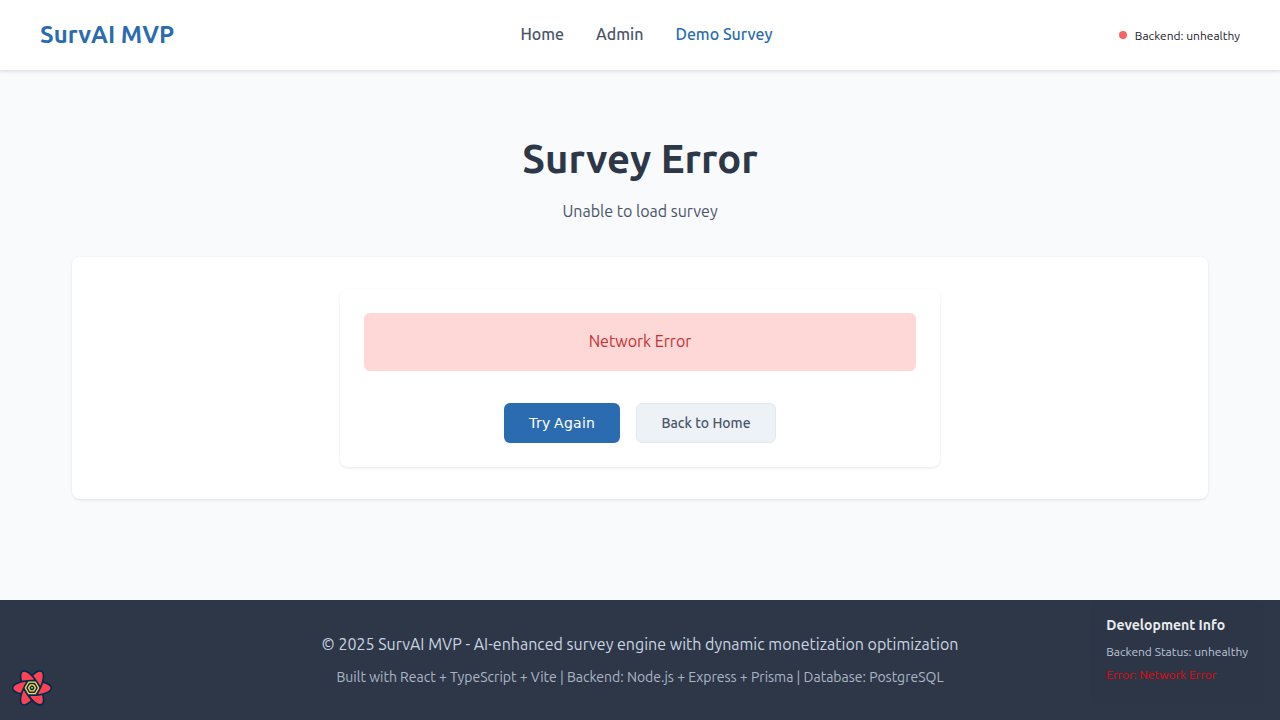 SurvAI MVP
Home
Admin
Demo Survey
Backend: unhealthy
Survey Error
Unable to load survey
Network Error
Try Again
Back to Home
© 2025 SurvAI MVP - AI-enhanced survey engine with dynamic monetization optimization
Built with React + TypeScript + Vite | Backend: Node.js + Express + Prisma | Database: PostgreSQL
Development Info
Backend Status: unhealthy
Error: Network Error